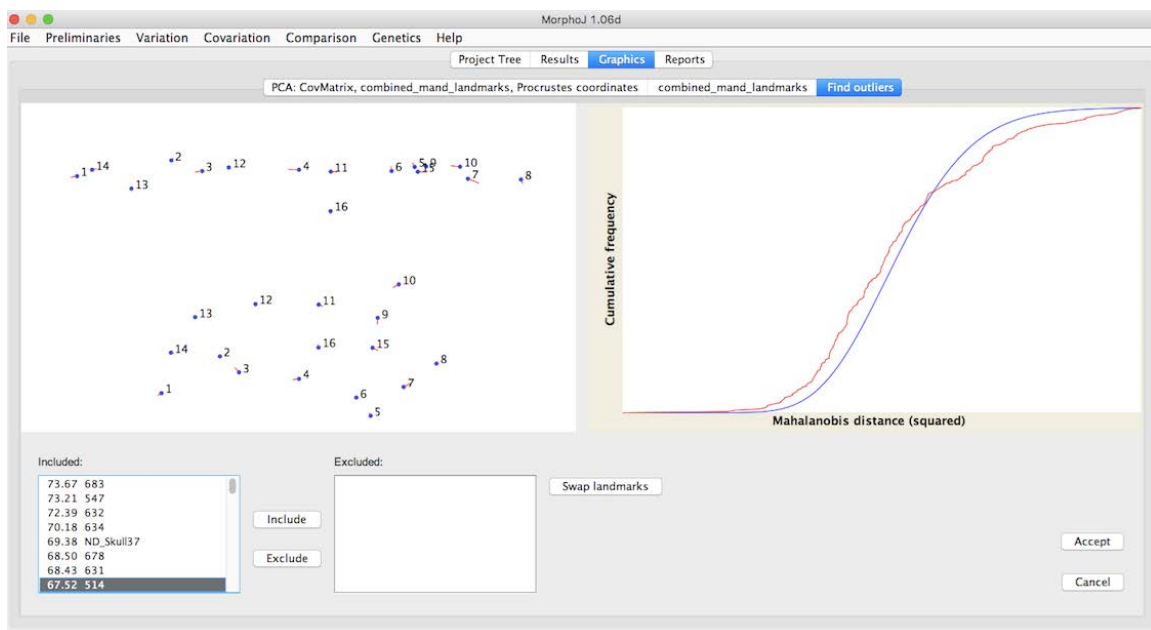 MorphoJ 1.06d
File Preliminaries Variation Covariation Comparison Genetics Help
Project Tree Results Graphics Reports
PCA: CovMatrix, combined_mand_landmarks, Procrustes coordinates combined_mand_landmarks Find outliers
1 14 13 2 3 12 4 11 16 6 5 9 15 10 7 8
10
12 11
13 9
14 2 16 15 8
3 4 7
1 6
5
Cumulative frequency
Mahalanobis distance (squared)
Included: Excluded:
73.67 683
73.21 547
72.39 632
70.18 634
69.38 ND_Skull37
68.50 678
68.43 631
67.52 514
Include
Exclude
Swap landmarks
Accept
Cancel